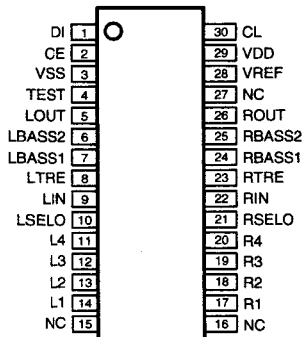 DI 1 30 CL
CE 2 29 VDD
VSS 3 28 VREF
TEST 4 27 NC
LOUT 5 26 ROUT
LBASS2 6 25 RBASS2
LBASS1 7 24 RBASS1
LTRE 8 23 RTRE
LIN 9 22 RIN
LSELO 10 21 RSELO
L4 11 20 R4
L3 12 19 R3
L2 13 18 R2
L1 14 17 R1
NC 15 16 NC